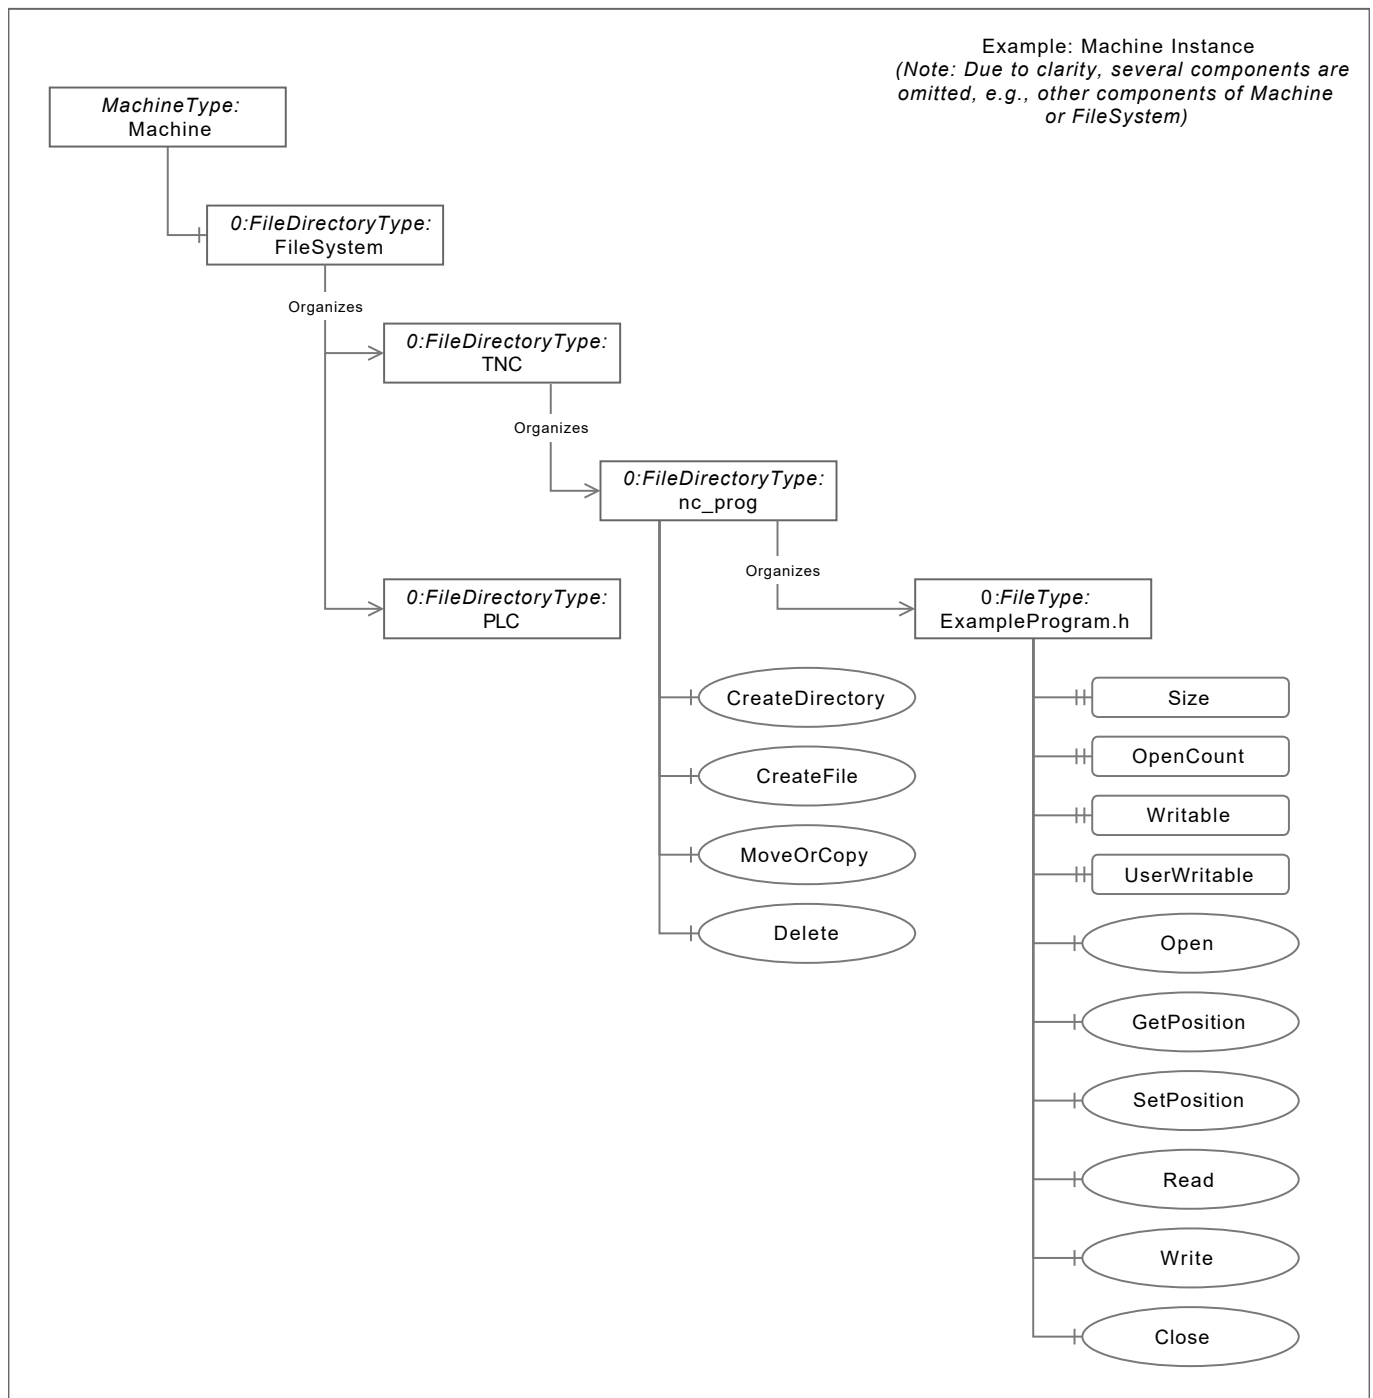 Example: Machine Instance
(Note: Due to clarity, several components are
omitted, e.g., other components of Machine
or FileSystem)
MachineType:
Machine
0:FileDirectoryType:
FileSystem
Organizes
0:FileDirectoryType:
TNC
Organizes
0:FileDirectoryType:
nc_prog
Organizes
0:FileDirectoryType:
PLC
0:FileType:
ExampleProgram.h
CreateDirectory
CreateFile
MoveOrCopy
Delete
Size
OpenCount
Writable
UserWritable
Open
GetPosition
SetPosition
Read
Write
Close